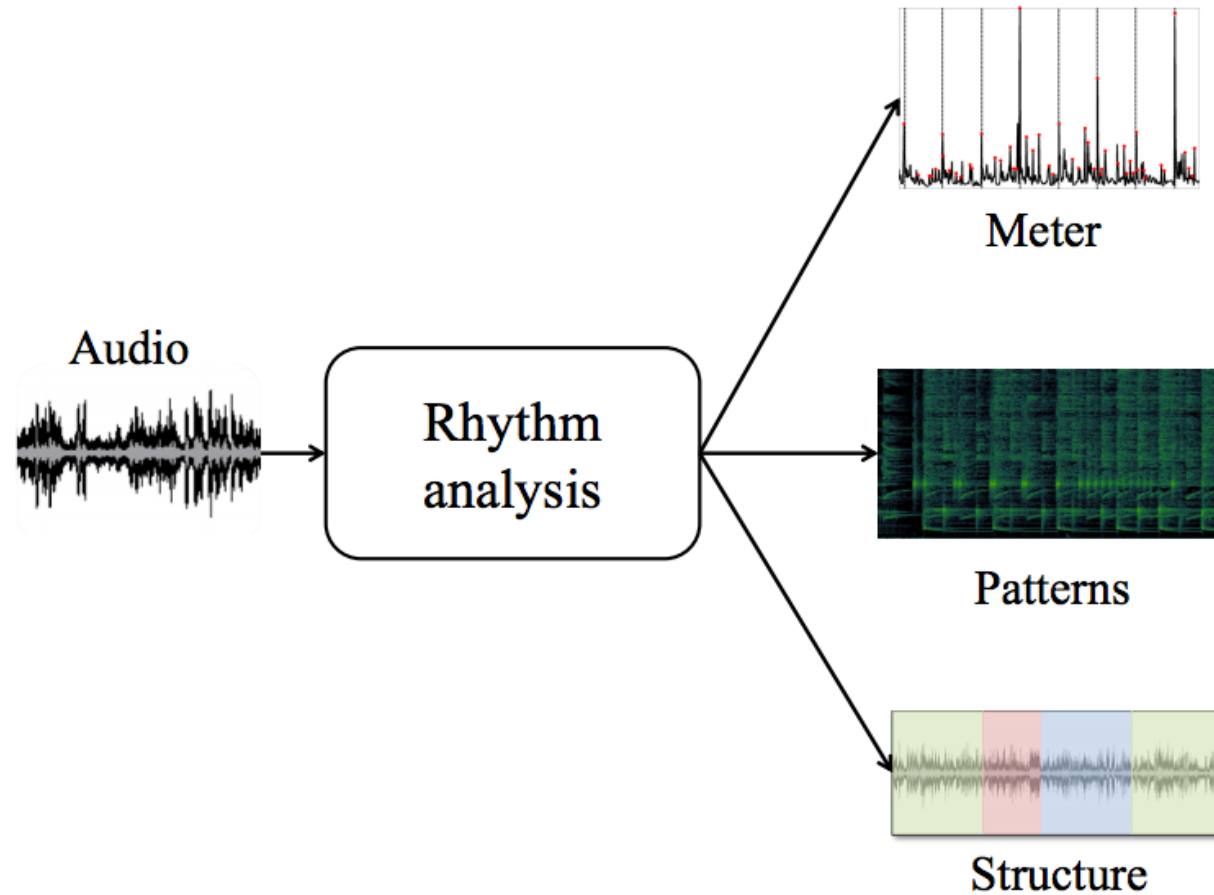 Meter
Audio
Rhythm
analysis
Patterns
Structure